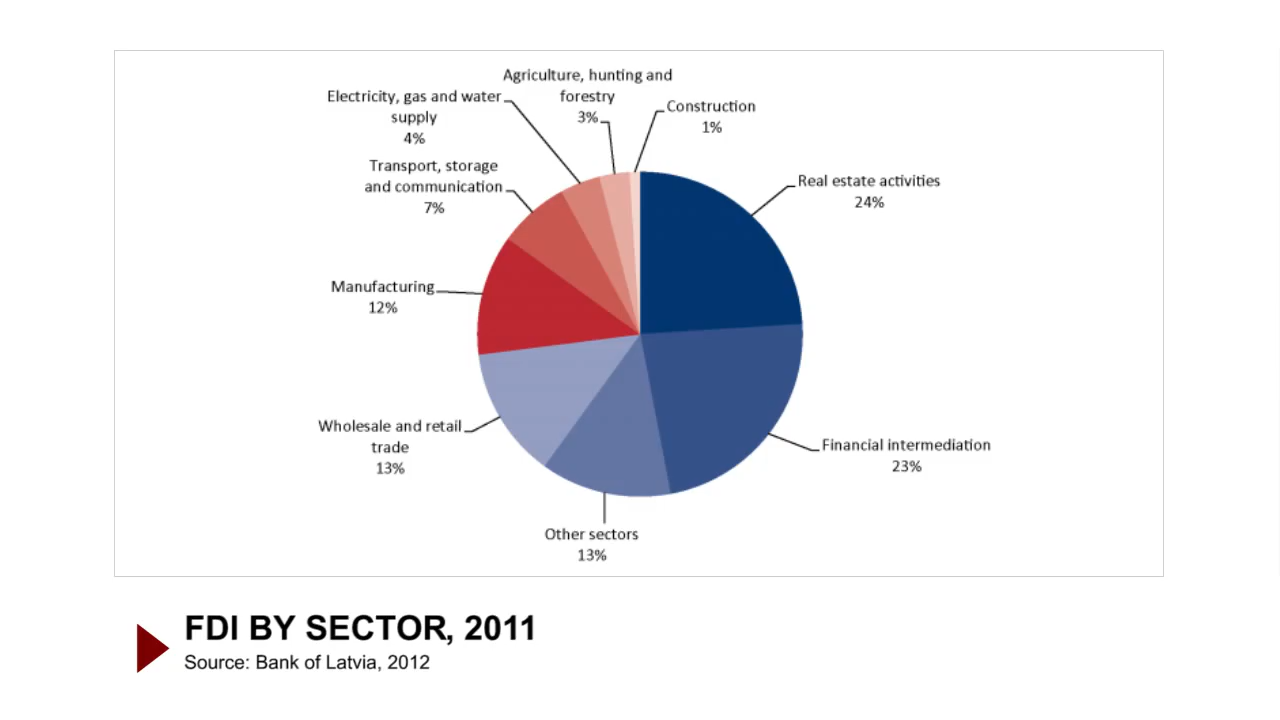 Agriculture, hunting and
forestry
3%
Electricity, gas and water
supply
4%
Construction
1%
Transport, storage
and communication
7%
Real estate activities
24%
Manufacturing
12%
Wholesale and retail
trade
13%
Financial intermediation
23%
Other sectors
13%
FDI BY SECTOR, 2011
Source: Bank of Latvia, 2012